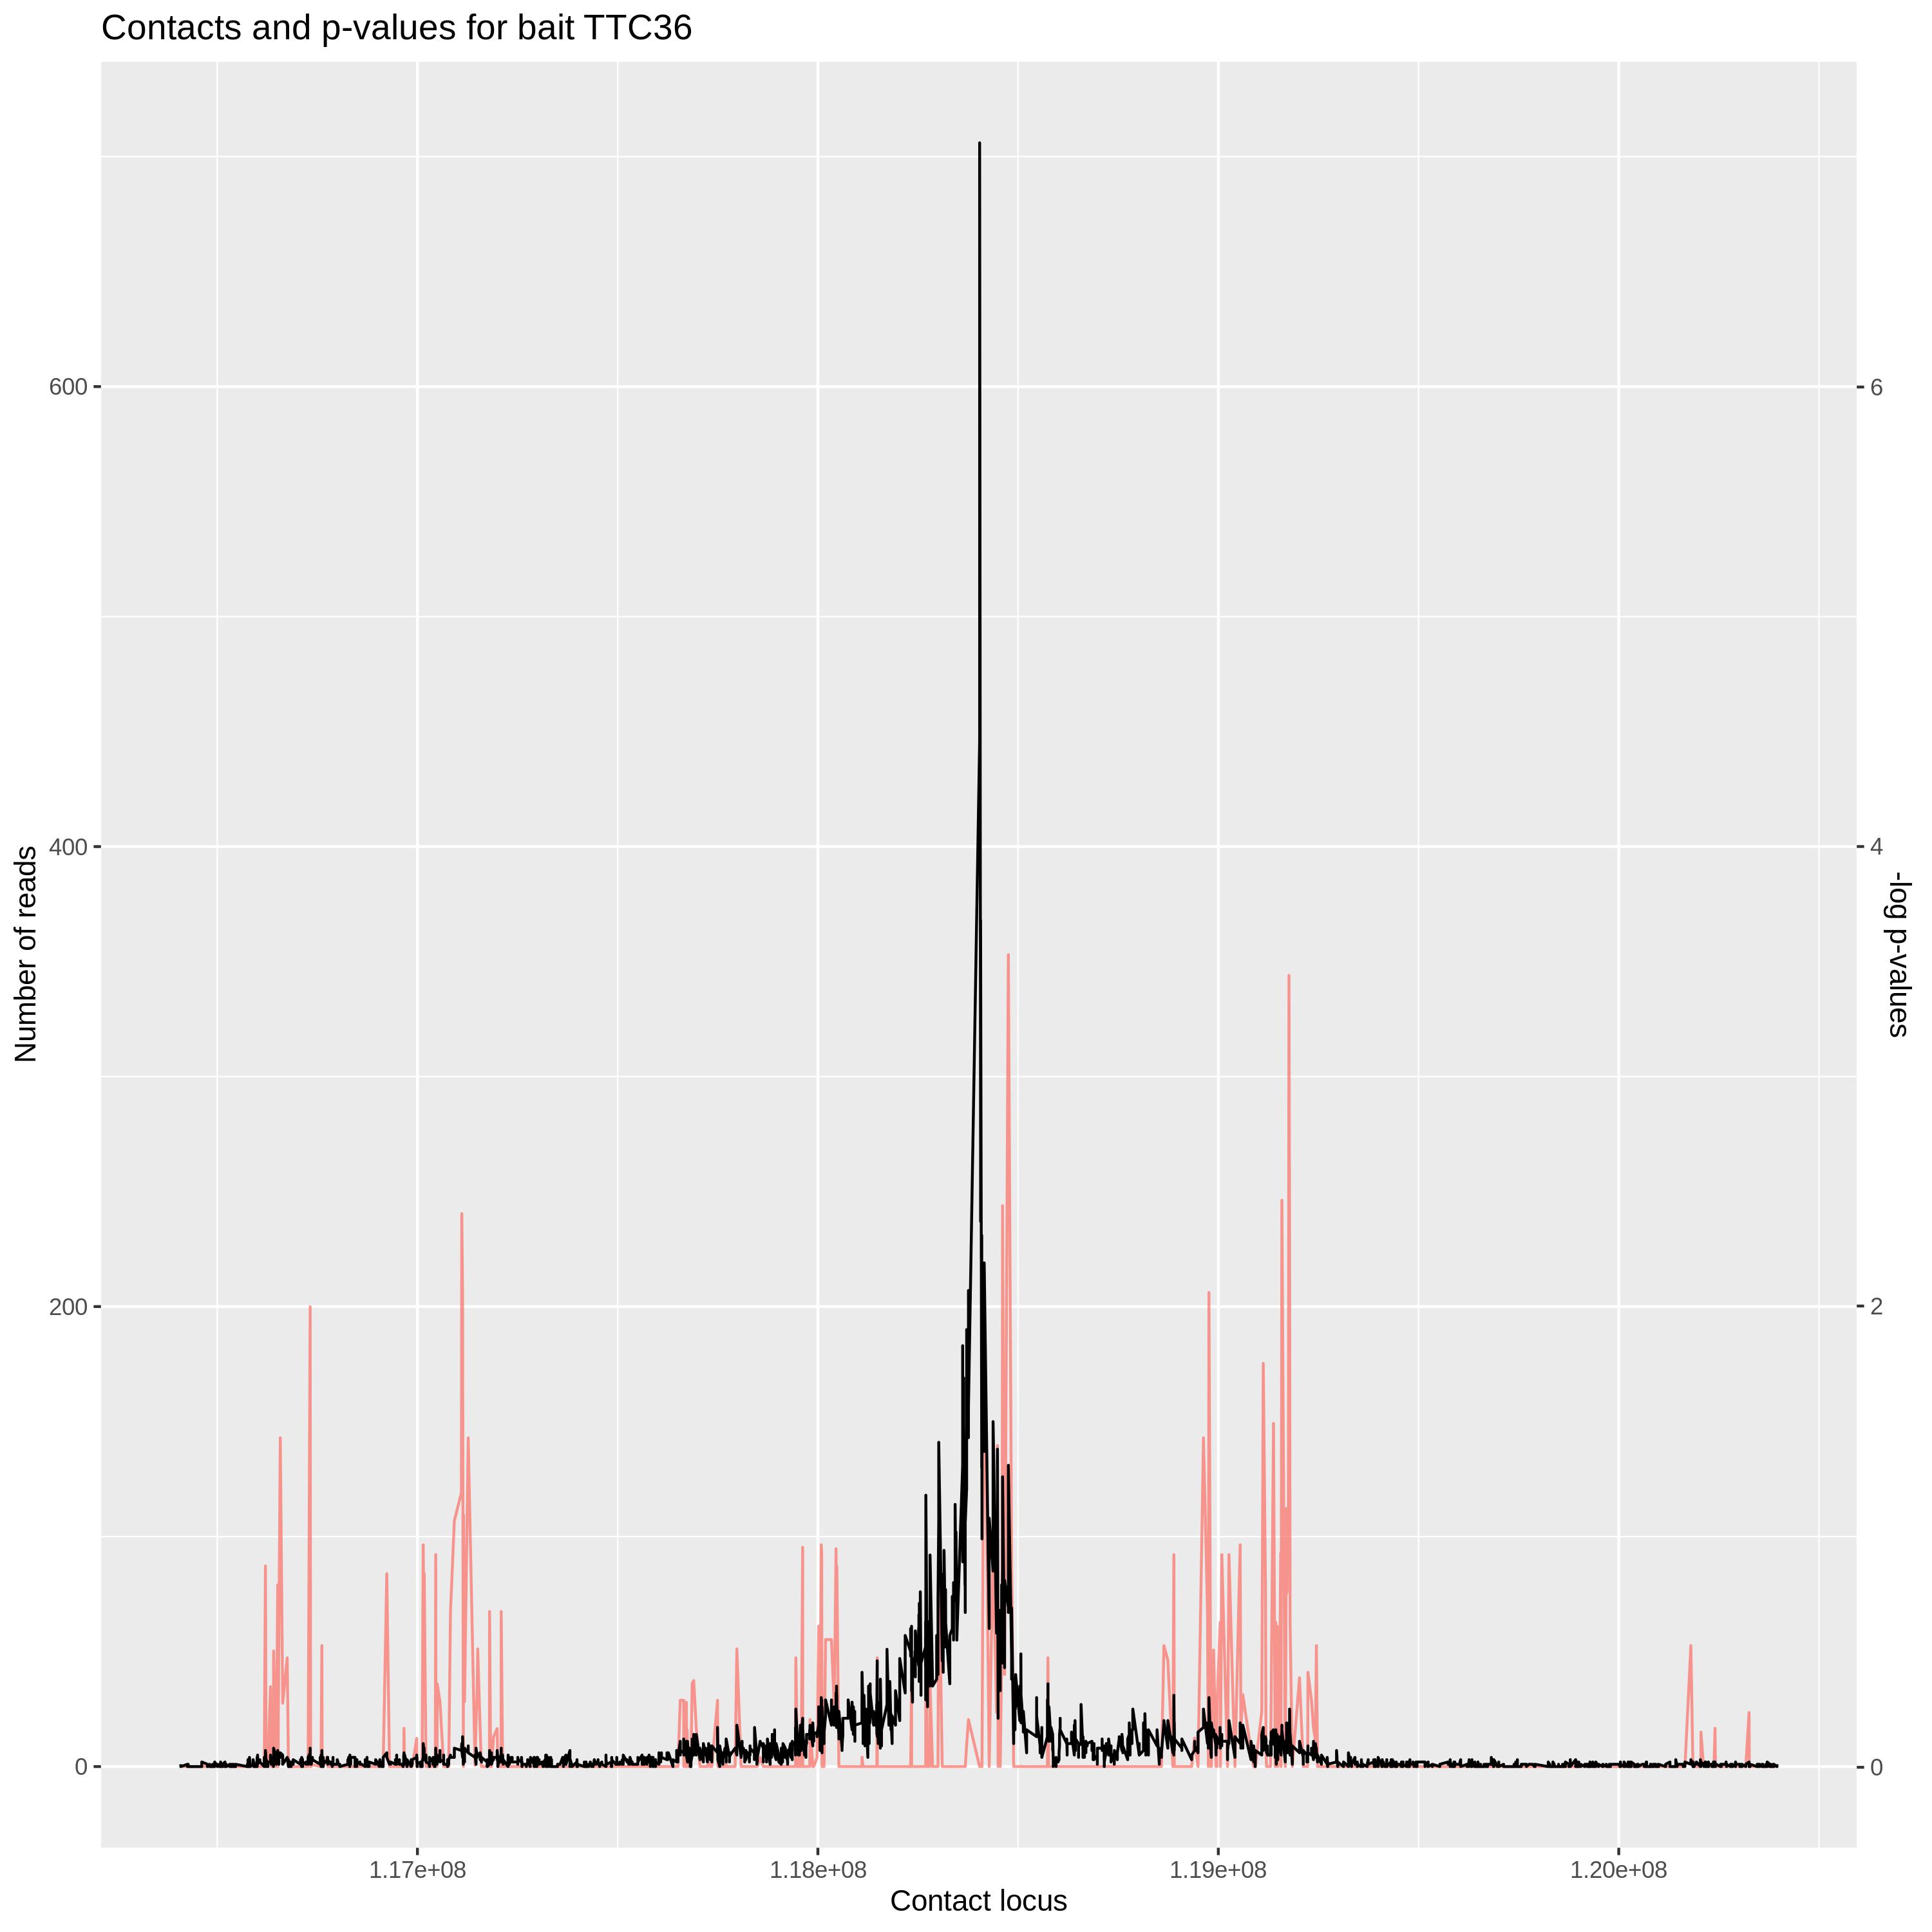 Contacts and p-values for bait TTC36
Number of reads
600
400
200
0
-log p-values
6
4
2
0
1.17e+08
1.18e+08
1.19e+08
1.20e+08
Contact locus